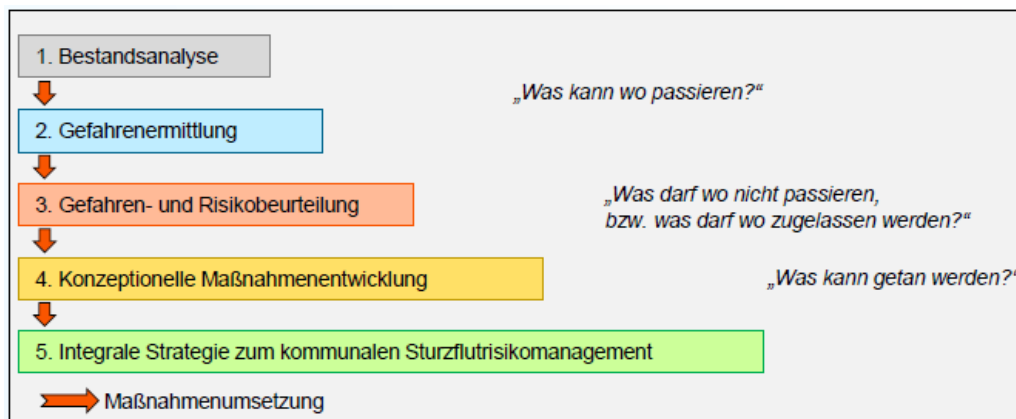 1. Bestandsanalyse
„Was kann wo passieren?“
2. Gefahrenermittlung
3. Gefahren- und Risikobeurteilung
„Was darf wo nicht passieren,
bzw. was darf wo zugelassen werden?“
4. Konzeptionelle Maßnahmenentwicklung
„Was kann getan werden?“
5. Integrale Strategie zum kommunalen Sturzflutrisikomanagement
Maßnahmenumsetzung